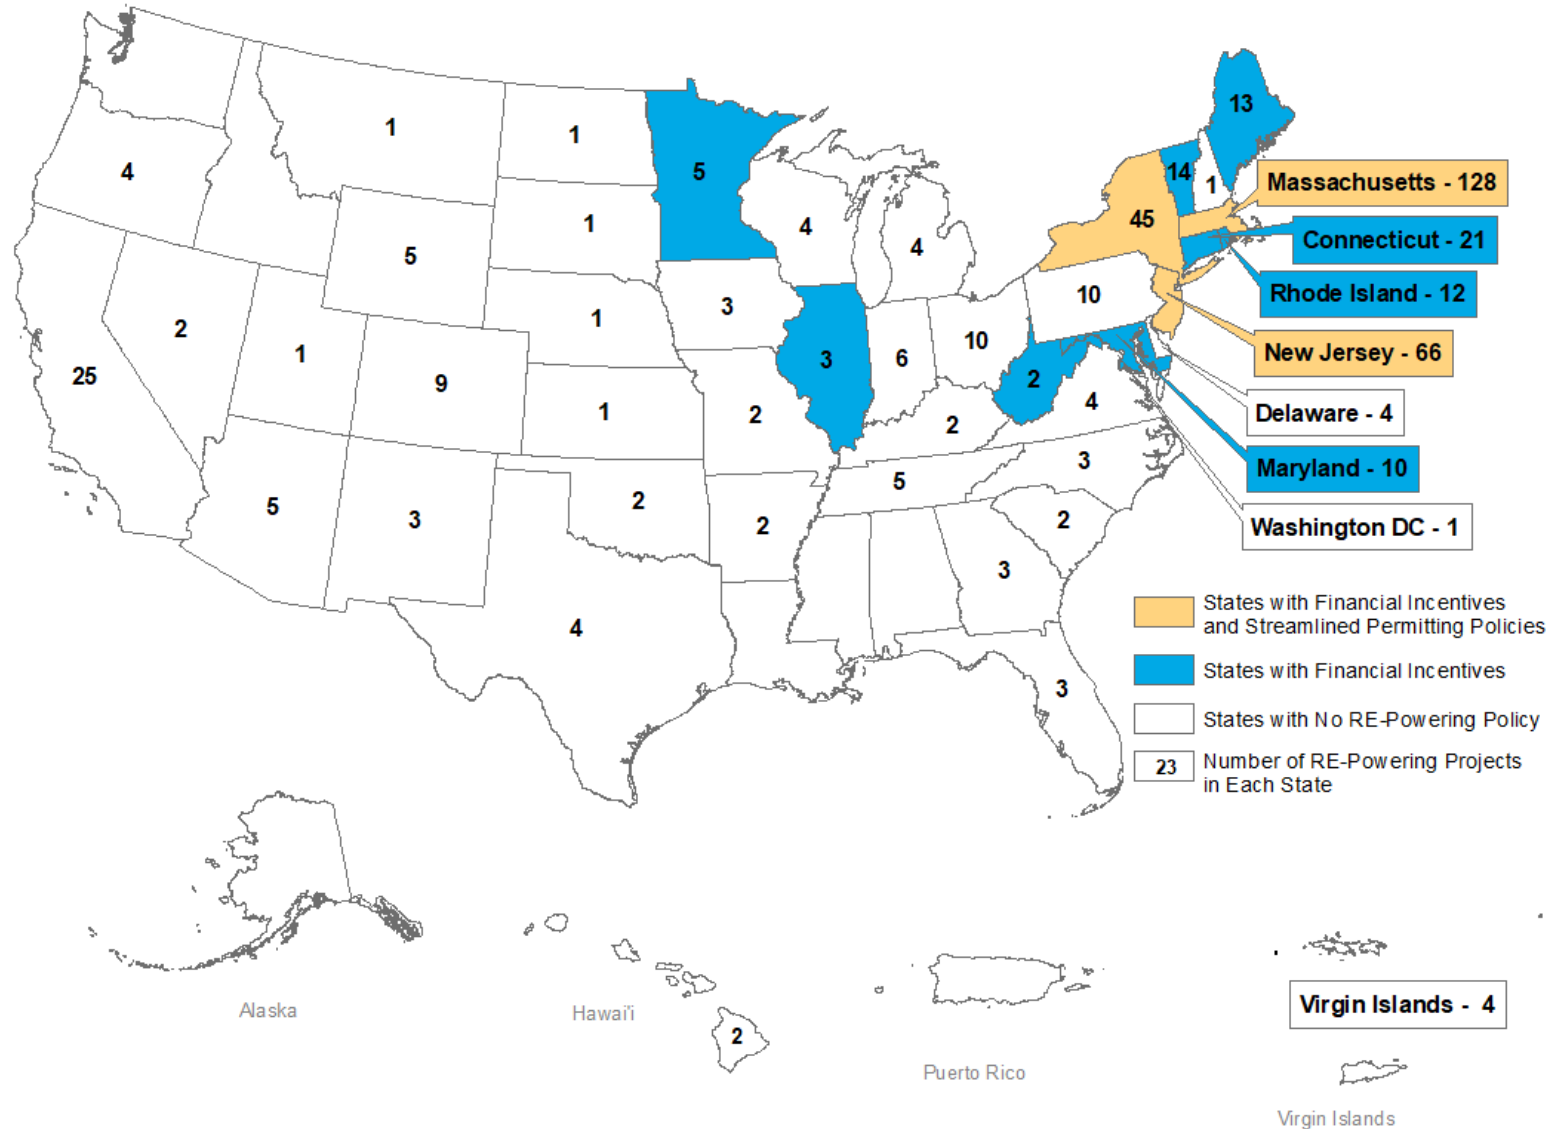 13
1
1
5
14
1
Massachusetts - 128
4
1
4
45
Connecticut - 21
5
4
10
Rhode Island - 12
3
1
2
1
6
10
New Jersey - 66
25
9
3
2
4
Delaware - 4
1
2
2
Maryland - 10
3
5
5
3
2
2
2
Washington DC - 1
3
4
States with Financial Incentives
and Streamlined Permitting Policies
States with Financial Incentives
3
States with No RE-Powering Policy
23
Number of RE-Powering Projects
in Each State
Alaska
Hawai'i
2
Puerto Rico
Virgin Islands - 4
Virgin Islands